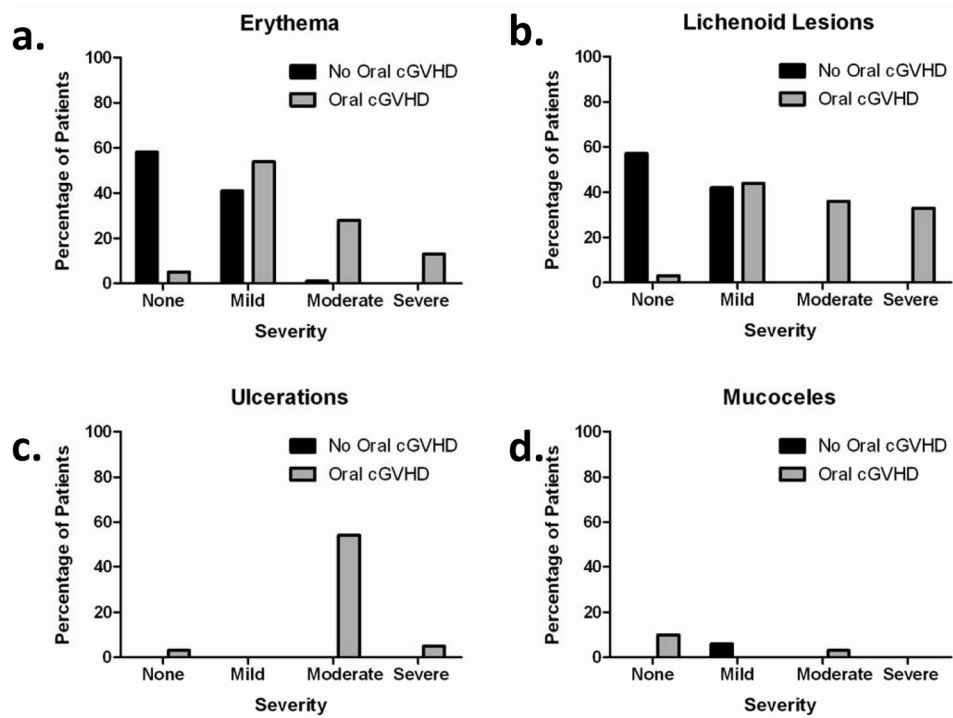 a.
Erythema
100
80
60
40
20
0
Percentage of Patients
No Oral cGVHD
Oral cGVHD
None Mild Moderate Severe
Severity
b.
Lichenoid Lesions
100
80
60
40
20
0
Percentage of Patients
No Oral cGVHD
Oral cGVHD
None Mild Moderate Severe
Severity
c.
Ulcerations
100
80
60
40
20
0
Percentage of Patients
No Oral cGVHD
Oral cGVHD
None Mild Moderate Severe
Severity
d.
Mucoceles
100
80
60
40
20
0
Percentage of Patients
No Oral cGVHD
Oral cGVHD
None Mild Moderate Severe
Severity